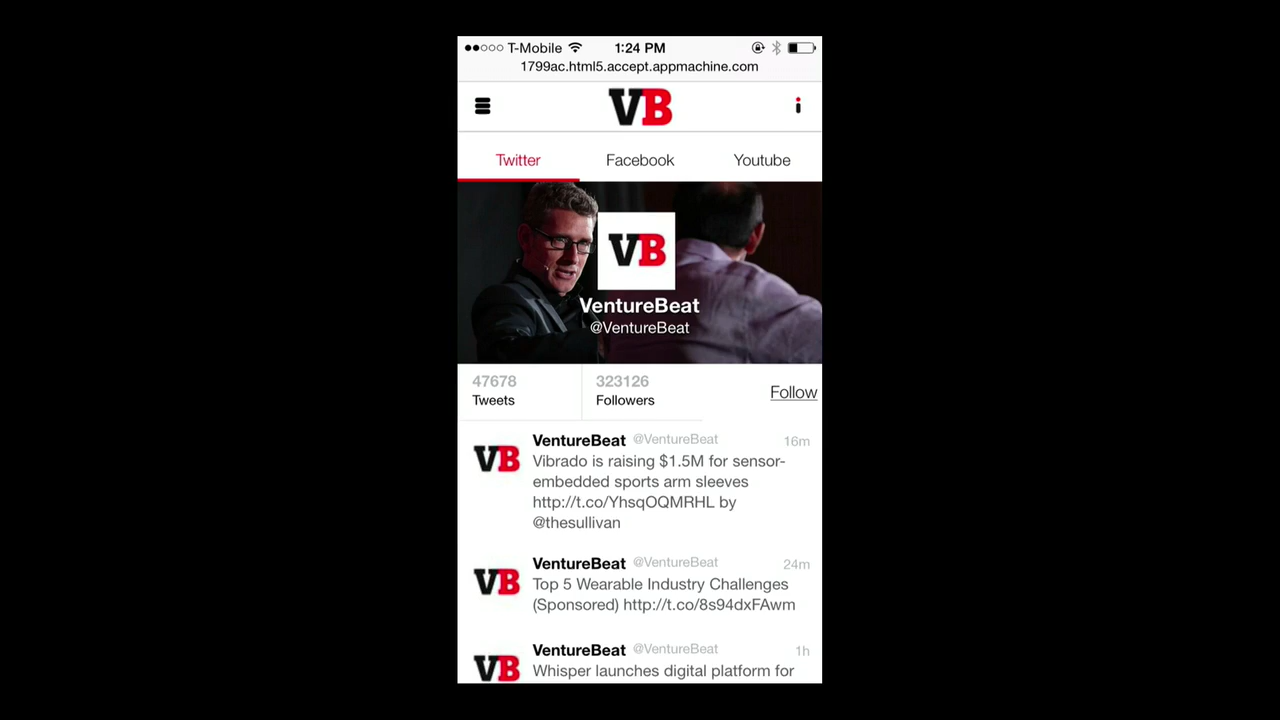 T-Mobile 1:24 PM
1799ac.html5.accept.appmachine.com
VB i
Twitter Facebook Youtube
VB
VentureBeat
@VentureBeat
47678 323126
Tweets Followers
Follow
VB VentureBeat @VentureBeat 16m
Vibrado is raising $1.5M for sensor-
embedded sports arm sleeves
http://t.co/YhsqOQMRHL by
@thesullivan
VB VentureBeat @VentureBeat 24m
Top 5 Wearable Industry Challenges
(Sponsored) http://t.co/8s94dxFAwm
VB VentureBeat @VentureBeat 1h
Whisper launches digital platform for